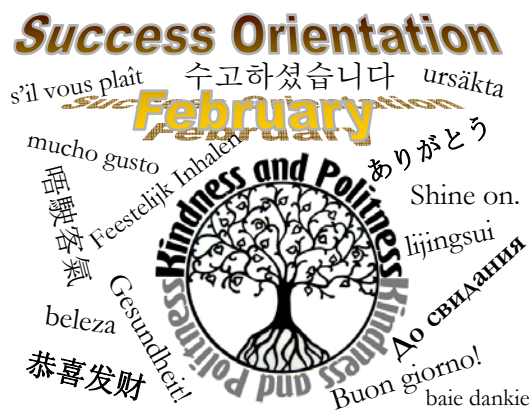 Success Orientation
February
s'il vous plaît
수고하셨습니다
ursäkta
mucho gusto
Feestelijk Inhalen
ありがとう
唔駛客氣
Kindness and Politness
Shine on.
lijingsui
Gesundheit!
beleza
До свидания
恭喜发财
Kindness and Politness
Buon giorno!
baie dankie